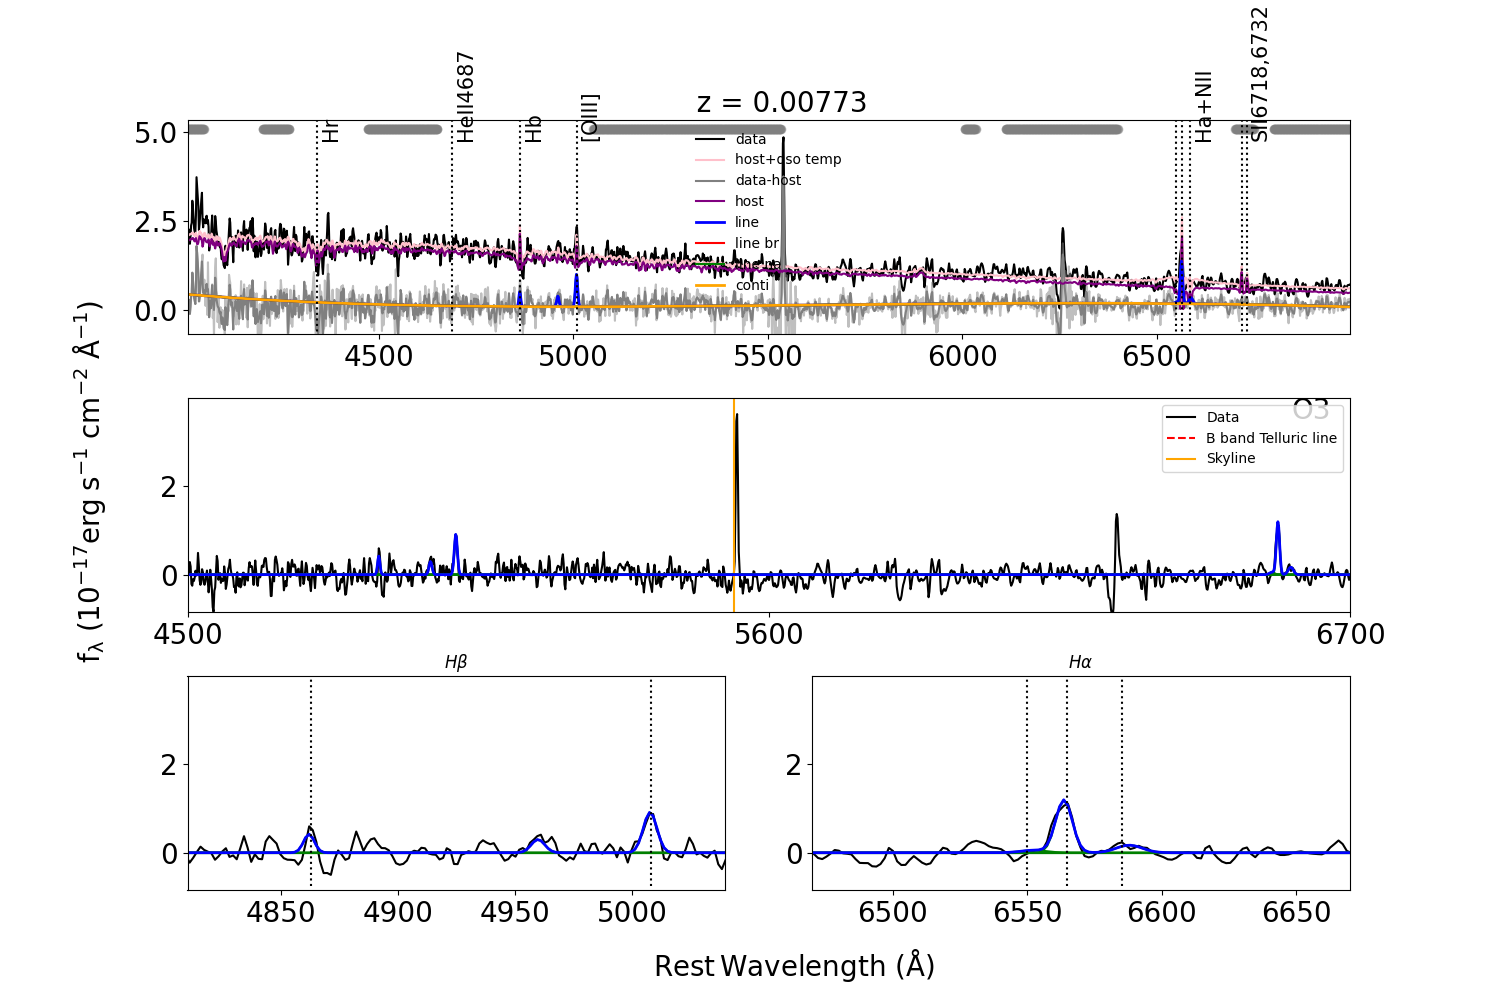 z = 0.00773
Hr
HeII4687
Hb
[OIII]
Ha+NII
SII6718,6732
data
host+qso temp
data-host
host
line
line br
conti
5.0
2.5
0.0
4500 5000 5500 6000 6500
fλ (10⁻¹⁷erg s⁻¹ cm⁻² Å⁻¹)
O3
Data
B band Telluric line
Skyline
2
0
4500 5600 6700
Hβ
2
0
4850 4900 4950 5000
Hα
2
0
6500 6550 6600 6650
Rest Wavelength (Å)